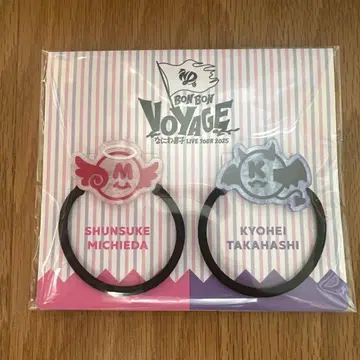 BON BON
VOYAGE
なにわ男子 LIVE TOUR 2025
M
K
SHUNSUKE
MICHIEDA
KYOHEI
TAKAHASHI